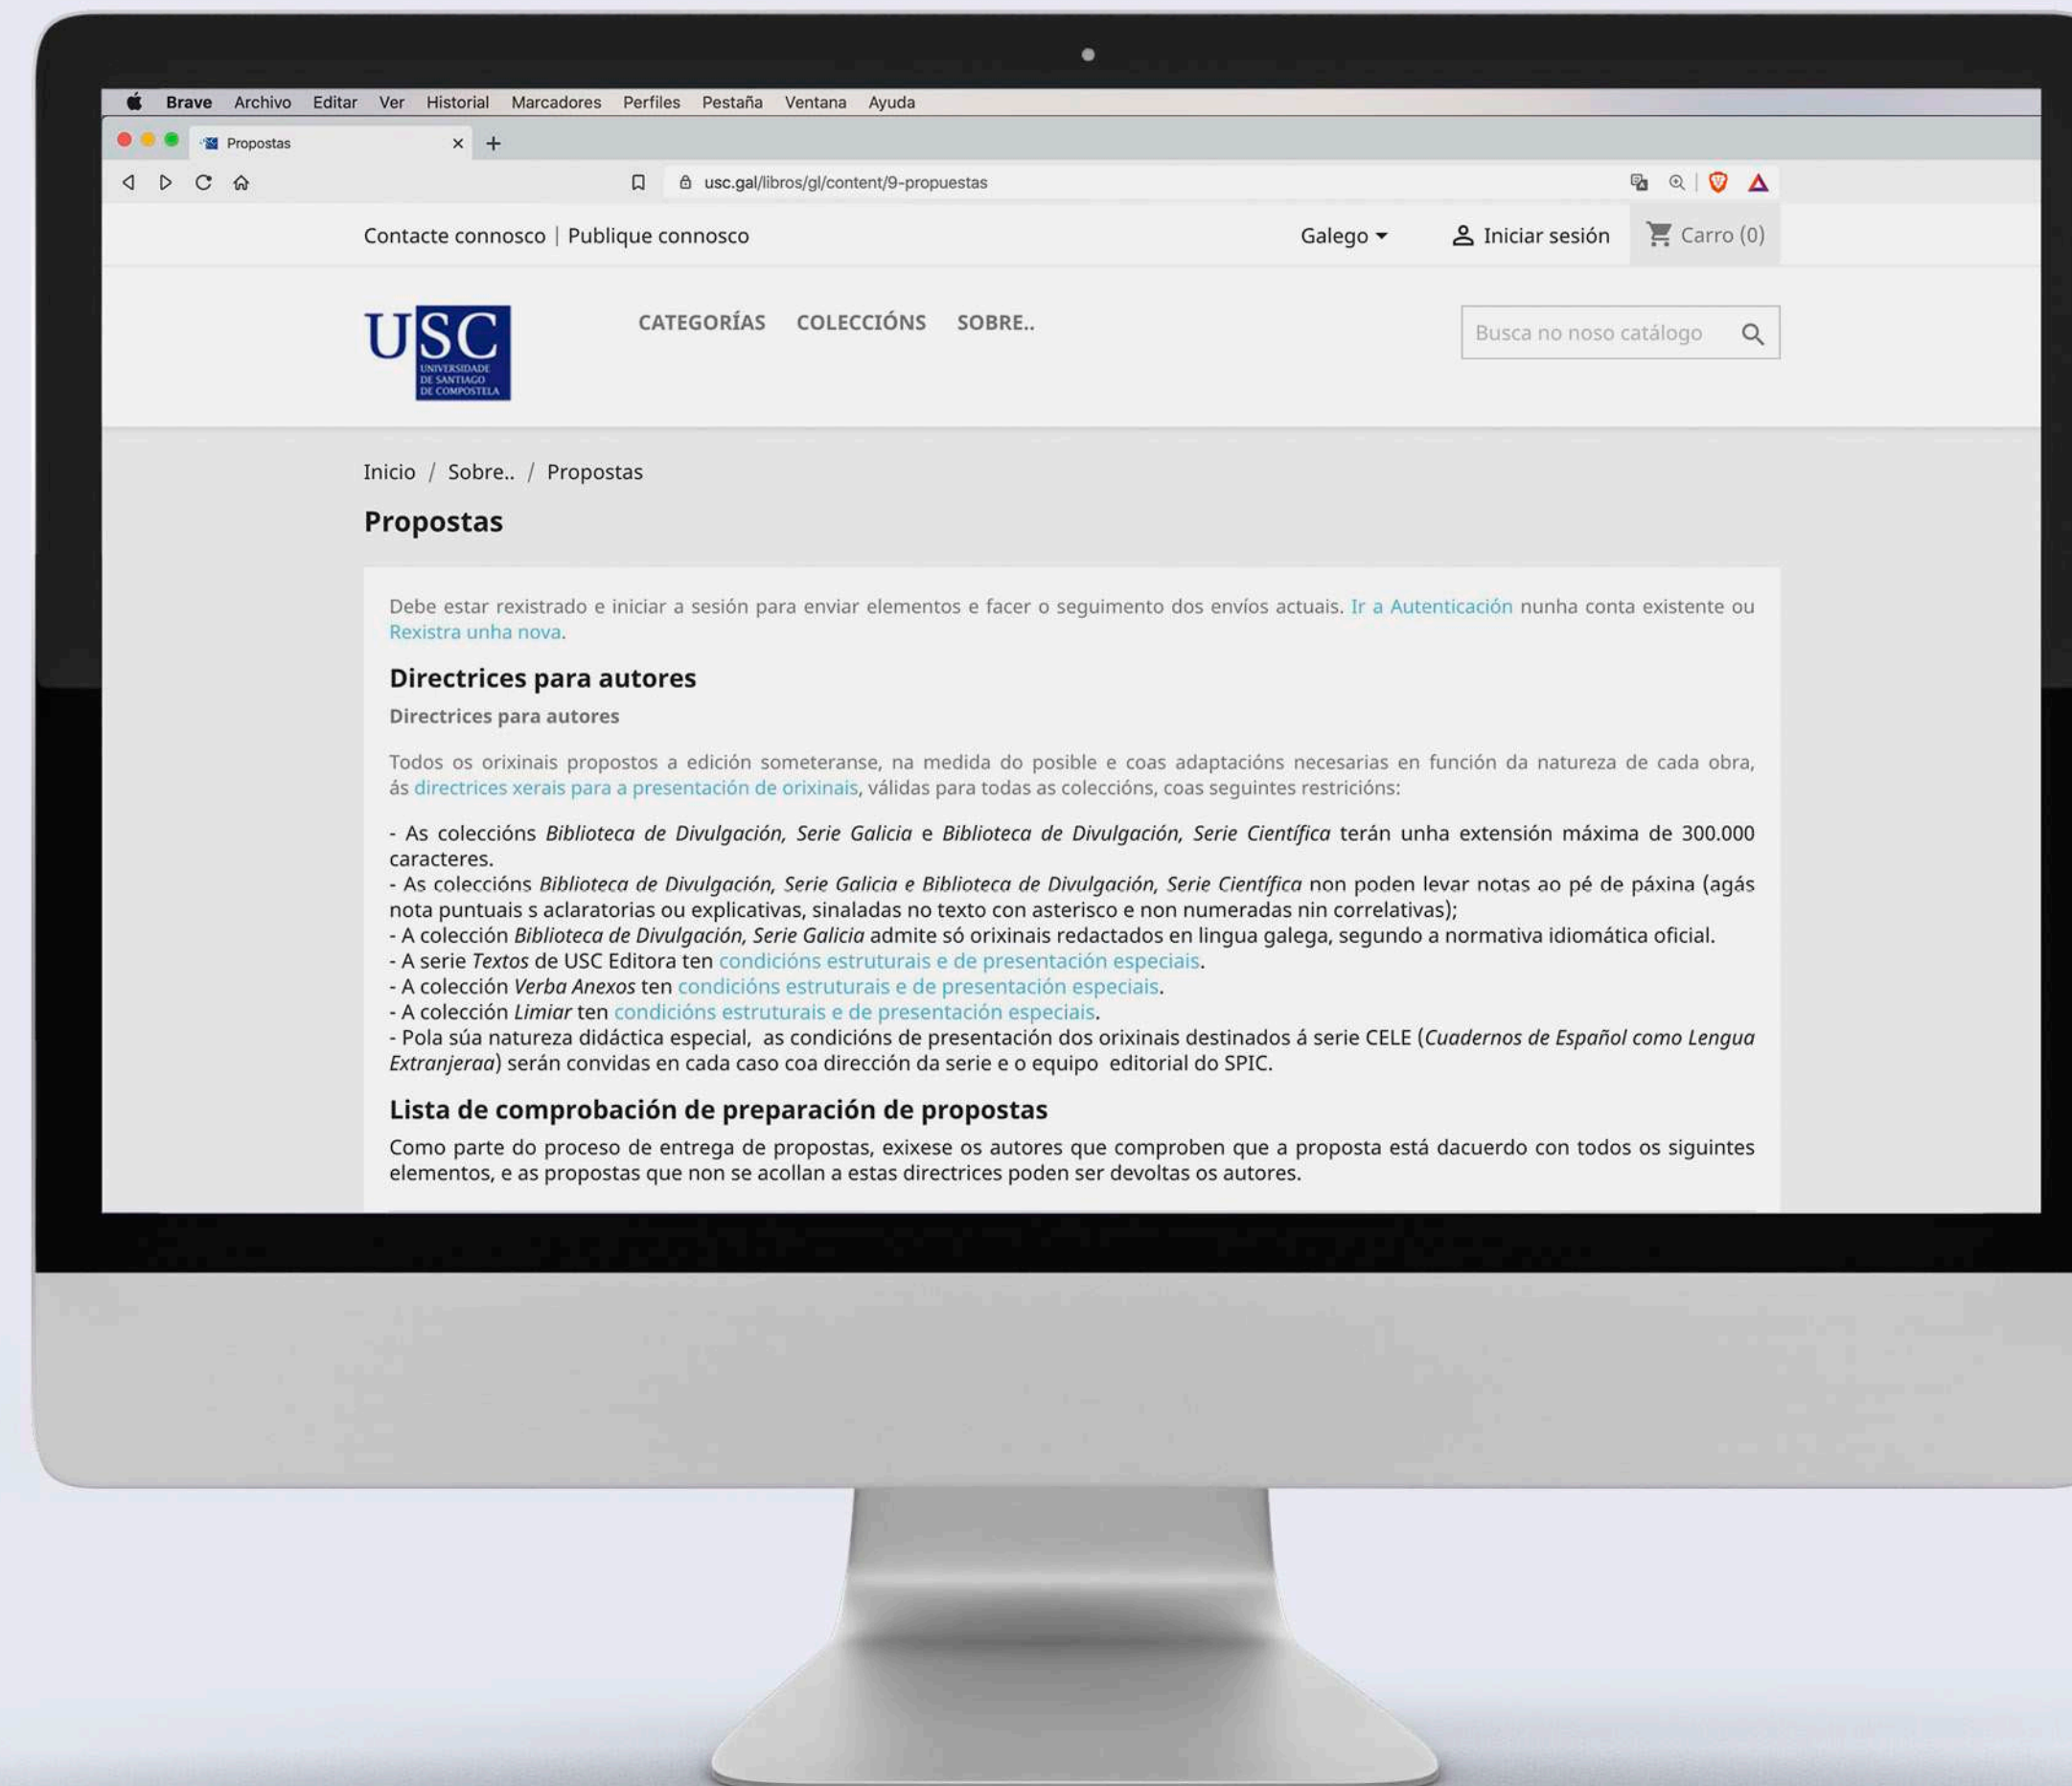 Brave Archivo Editar Ver Historial Marcadores Perfiles Pestaña Ventana Ayuda
Propostas
usc.gal/libros/gl/content/9-propuestas
Contacte connosco | Publique connosco Galego Iniciar sesión Carro (0)
USC
UNIVERSIDADE
DE SANTIAGO
DE COMPOSTELA
CATEGORÍAS COLECCIÓNS SOBRE.. Busca no noso catálogo
Inicio / Sobre.. / Propostas
Propostas
Debe estar rexistrado e iniciar a sesión para enviar elementos e facer o seguimento dos envíos actuais. Ir a Autenticación nunha conta existente ou
Rexistra unha nova.
Directrices para autores
Directrices para autores
Todos os orixinais propostos a edición someteranse, na medida do posible e coas adaptacións necesarias en función da natureza de cada obra,
ás directrices xerais para a presentación de orixinais, válidas para todas as coleccións, coas seguintes restricións:
- As coleccións Biblioteca de Divulgación, Serie Galicia e Biblioteca de Divulgación, Serie Científica terán unha extensión máxima de 300.000
caracteres.
- As coleccións Biblioteca de Divulgación, Serie Galicia e Biblioteca de Divulgación, Serie Científica non poden levar notas ao pé de páxina (agás
nota puntuais s aclaratorias ou explicativas, sinaladas no texto con asterisco e non numeradas nin correlativas);
- A colección Biblioteca de Divulgación, Serie Galicia admite só orixinais redactados en lingua galega, segundo a normativa idiomática oficial.
- A serie Textos de USC Editora ten condicións estruturais e de presentación especiais.
- A colección Verba Anexos ten condicións estruturais e de presentación especiais.
- A colección Limiar ten condicións estruturais e de presentación especiais.
- Pola súa natureza didáctica especial, as condicións de presentación dos orixinais destinados á serie CELE (Cuadernos de Español como Lengua
Extranjeraa) serán convidas en cada caso coa dirección da serie e o equipo editorial do SPIC.
Lista de comprobación de preparación de propostas
Como parte do proceso de entrega de propostas, exixese os autores que comproben que a proposta está dacuerdo con todos os siguintes
elementos, e as propostas que non se acollan a estas directrices poden ser devoltas os autores.